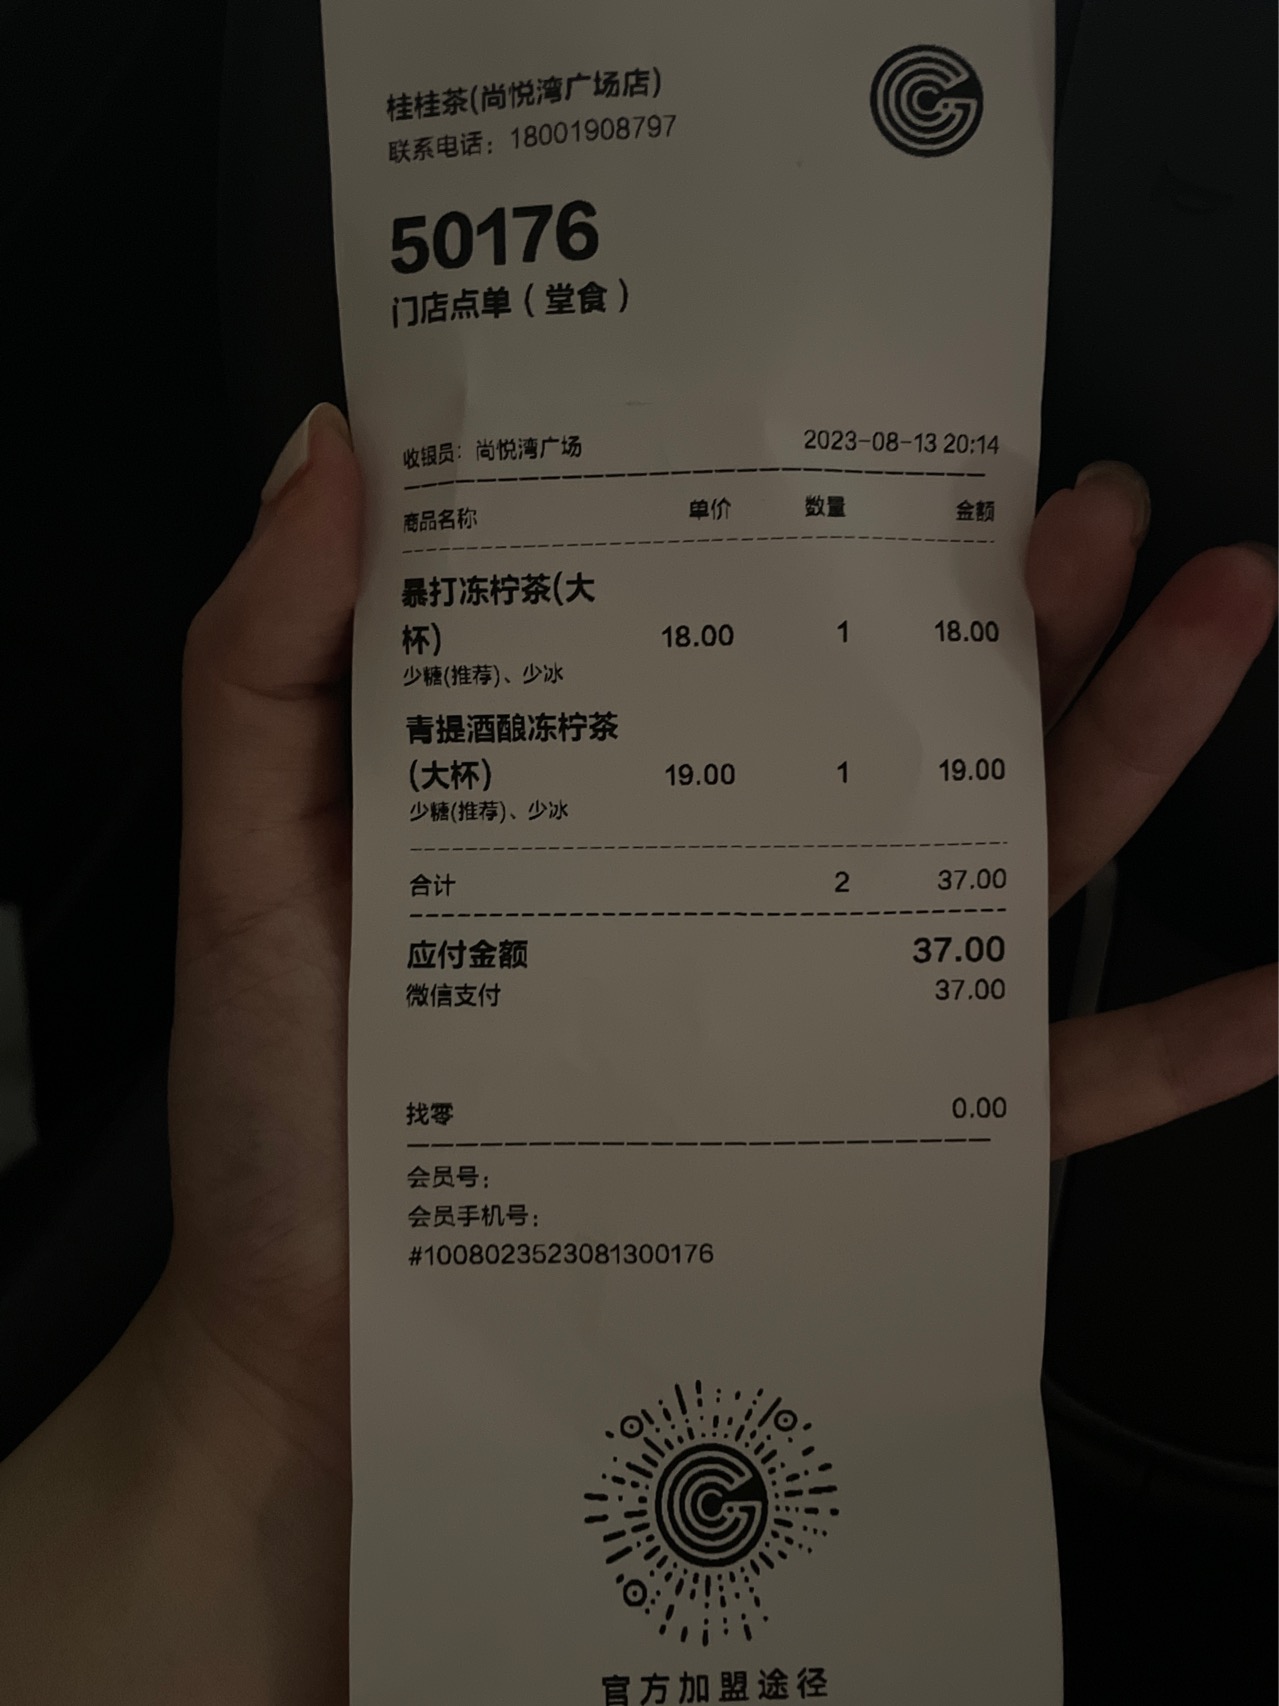 桂桂茶(尚悦湾广场店)
联系电话：18001908797
50176
门店点单（堂食）
收银员：尚悦湾广场 2023-08-13 20:14
商品名称 单价 数量 金额
暴打冻柠茶(大
杯) 18.00 1 18.00
少糖(推荐)、少冰
青提酒酿冻柠茶
(大杯) 19.00 1 19.00
少糖(推荐)、少冰
合计 2 37.00
应付金额 37.00
微信支付 37.00
找零 0.00
会员号：
会员手机号：
#1008023523081300176
官方加盟途径